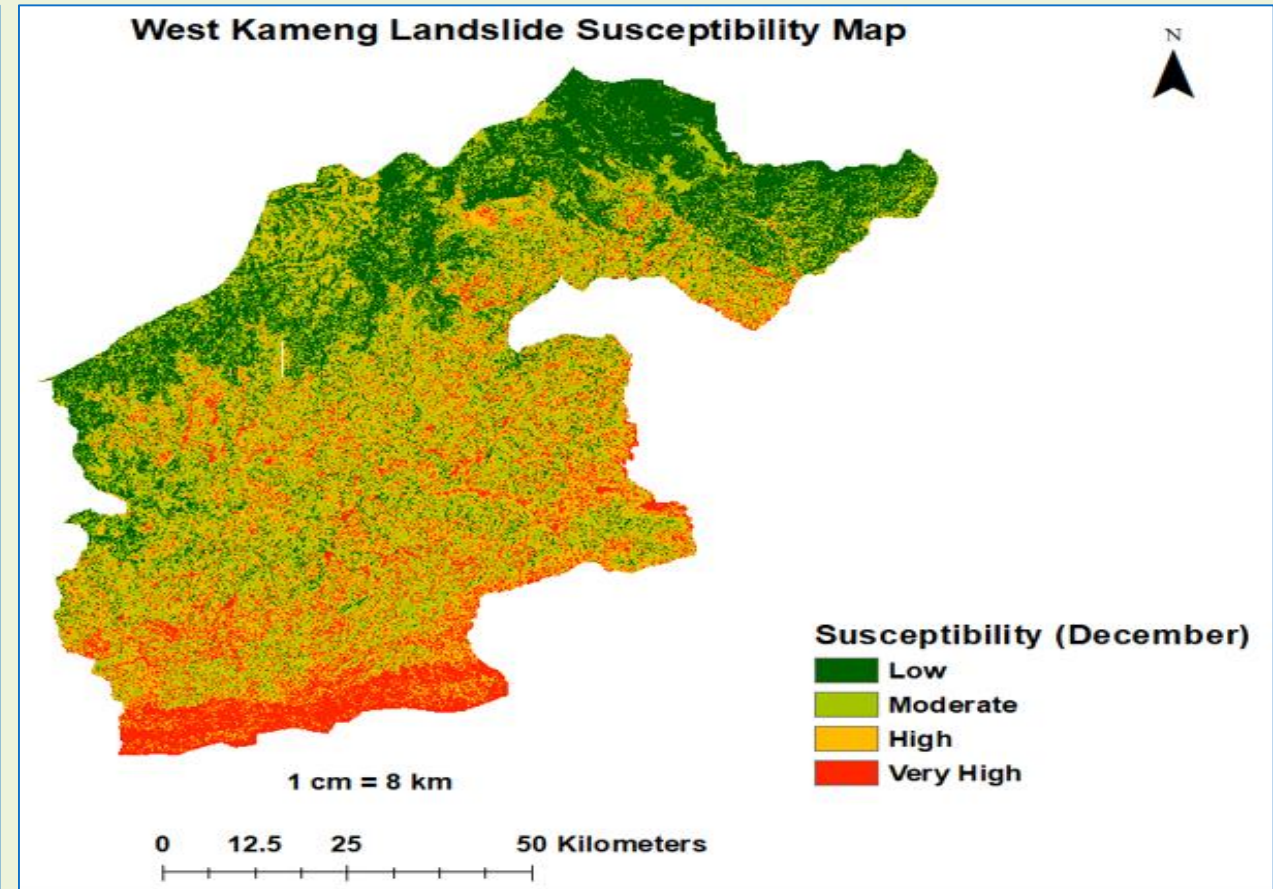 West Kameng Landslide Susceptibility Map
N
Susceptibility (December)
Low
Moderate
High
Very High
1 cm = 8 km
0 12.5 25 50 Kilometers